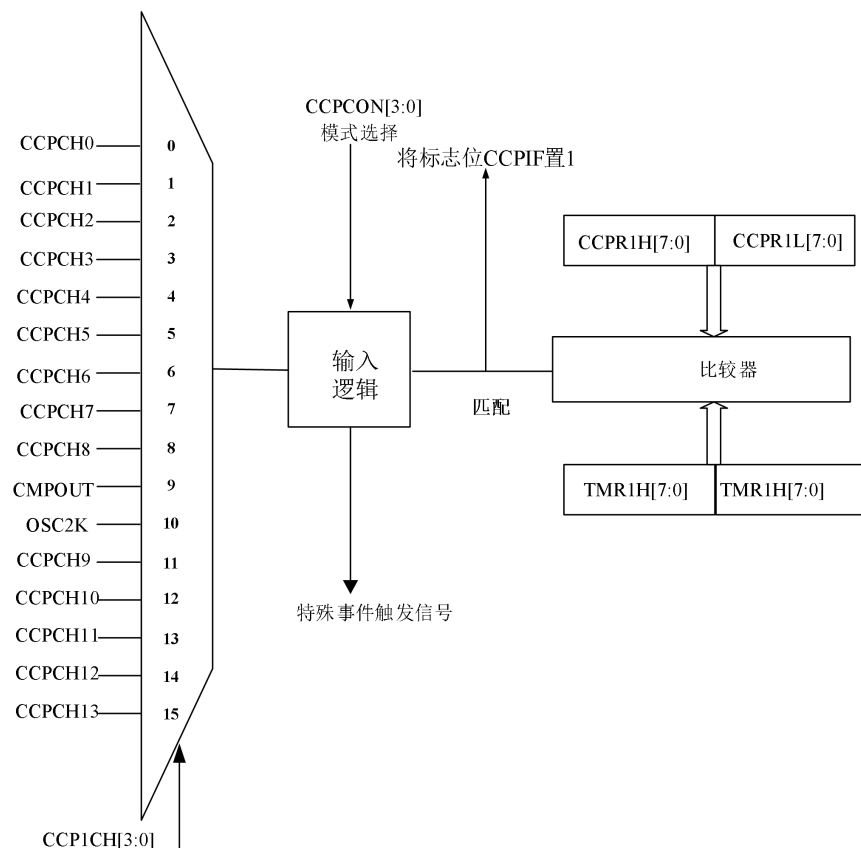 CCPCON[3:0]
模式选择
将标志位CCPIF置1
CCPCH0 0
CCPCH1 1
CCPCH2 2
CCPCH3 3
CCPCH4 4
CCPCH5 5
CCPCH6 6
CCPCH7 7
CCPCH8 8
CMPOUT 9
OSC2K 10
CCPCH9 11
CCPCH10 12
CCPCH11 13
CCPCH12 14
CCPCH13 15
CCP1CH[3:0]
输入
逻辑
特殊事件触发信号
匹配
CCPR1H[7:0] CCPR1L[7:0]
比较器
TMR1H[7:0] TMR1H[7:0]